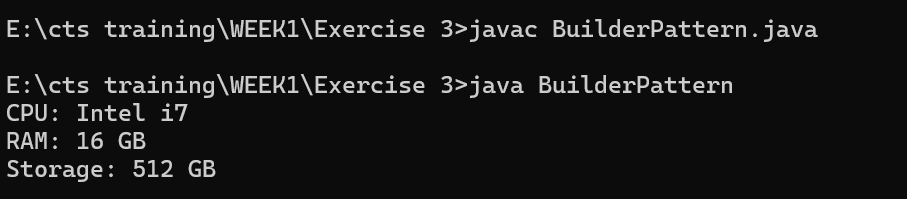 E:\cts training\WEEK1\Exercise 3>javac BuilderPattern.java
E:\cts training\WEEK1\Exercise 3>java BuilderPattern
CPU: Intel i7
RAM: 16 GB
Storage: 512 GB